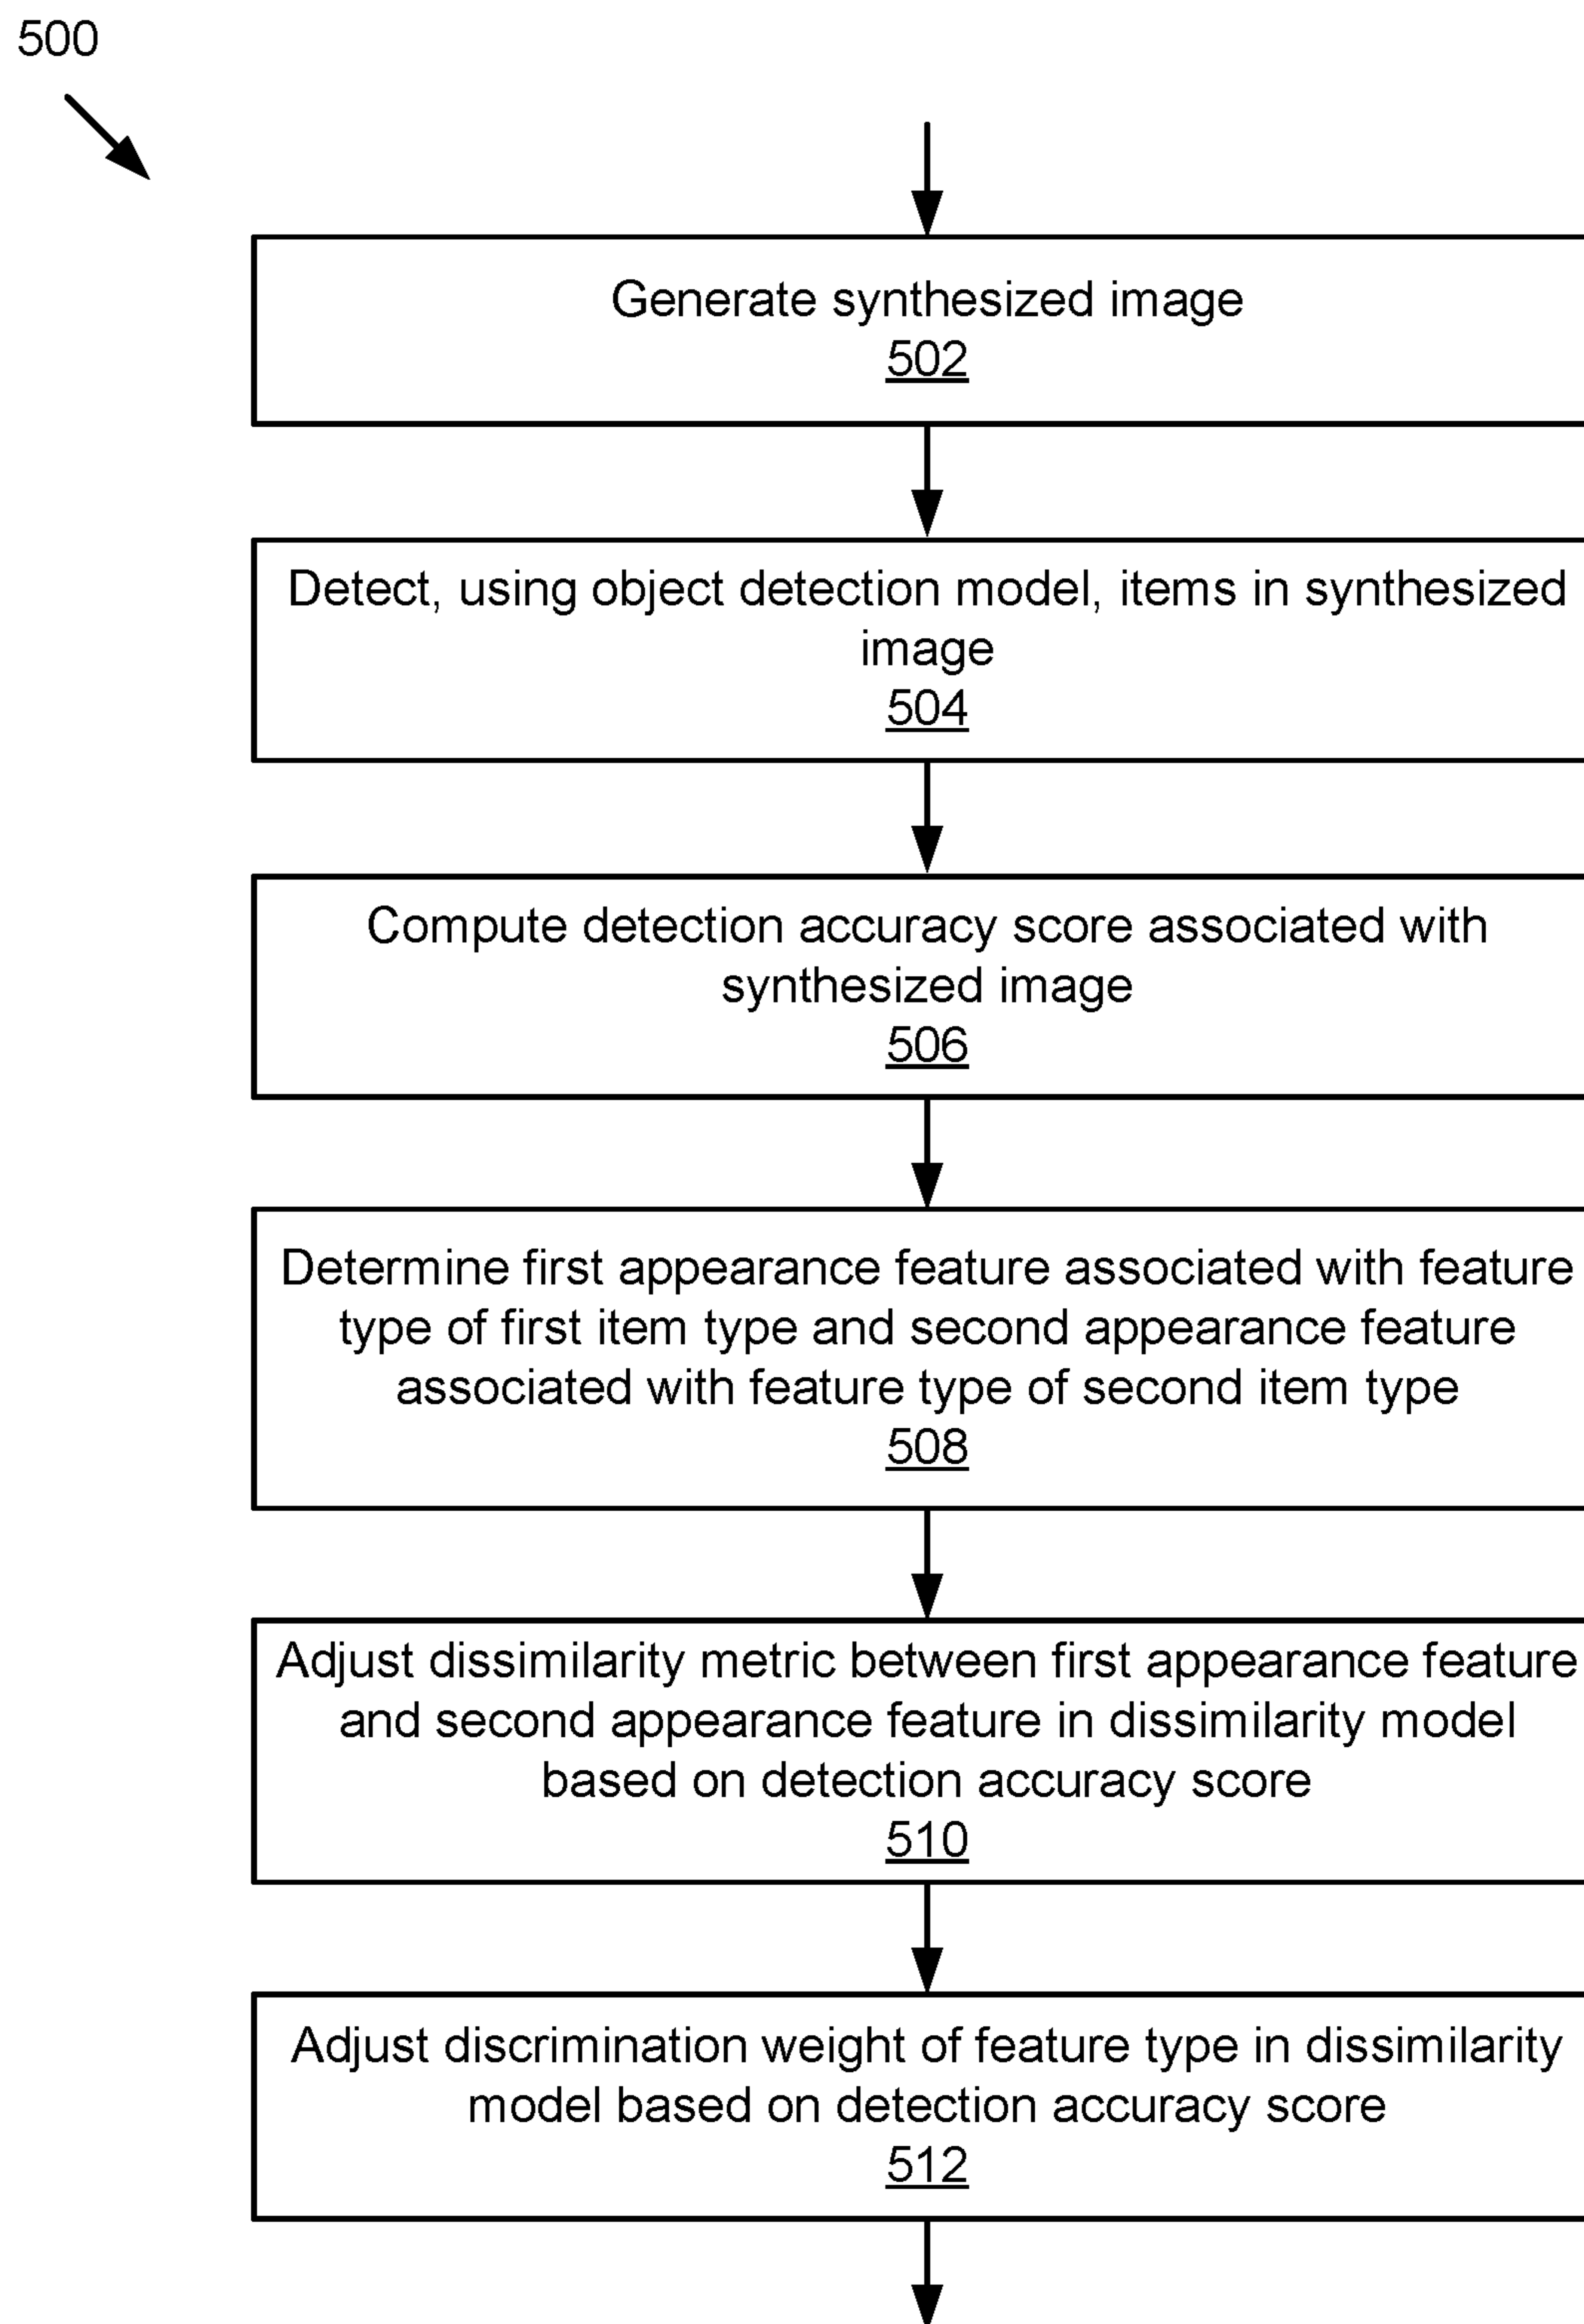 500
Generate synthesized image
502
Detect, using object detection model, items in synthesized
image
504
Compute detection accuracy score associated with
synthesized image
506
Determine first appearance feature associated with feature
type of first item type and second appearance feature
associated with feature type of second item type
508
Adjust dissimilarity metric between first appearance feature
and second appearance feature in dissimilarity model
based on detection accuracy score
510
Adjust discrimination weight of feature type in dissimilarity
model based on detection accuracy score
512